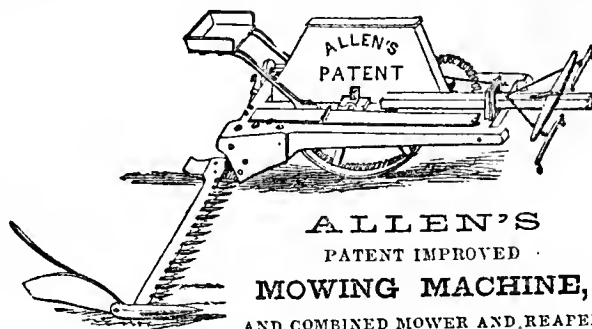 ALLEN'S
PATENT
ALLEN'S
PATENT IMPROVED
MOWING MACHINE,
AND COMBINED MOWER AND REAPER